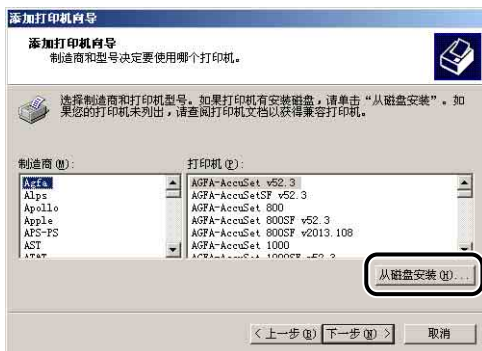 添加打印机向导
添加打印机向导
制造商和型号决定要使用哪个打印机。
选择制造商和打印机型号。如果打印机有安装磁盘，请单击“从磁盘安装”。如
果您的打印机未列出，请查阅打印机文档以获得兼容打印机。
制造商(M):
Agfa
Alps
Apollo
Apple
APS-PS
AST
AT&T
打印机(P):
AGFA-AccuSet v52.3
AGFA-AccuSetSF v52.3
AGFA-AccuSet 800
AGFA-AccuSet 800SF v52.3
AGFA-AccuSet 800SF v2013.108
AGFA-AccuSet 1000
AGFA-AccuSet 1000SF v52.3
从磁盘安装(H)...
<上一步(B)
下一步(N)>
取消